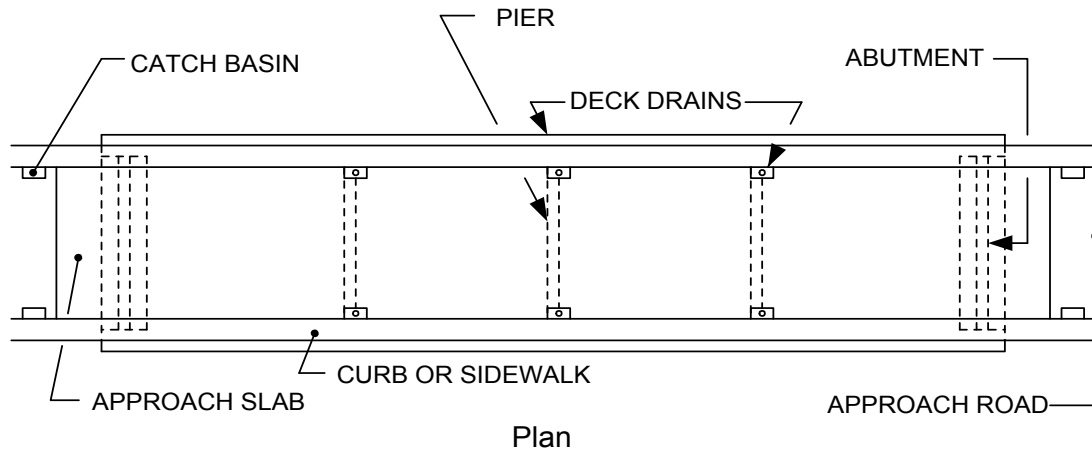 PIER
CATCH BASIN
ABUTMENT
DECK DRAINS
CURB OR SIDEWALK
APPROACH SLAB
APPROACH ROAD
Plan